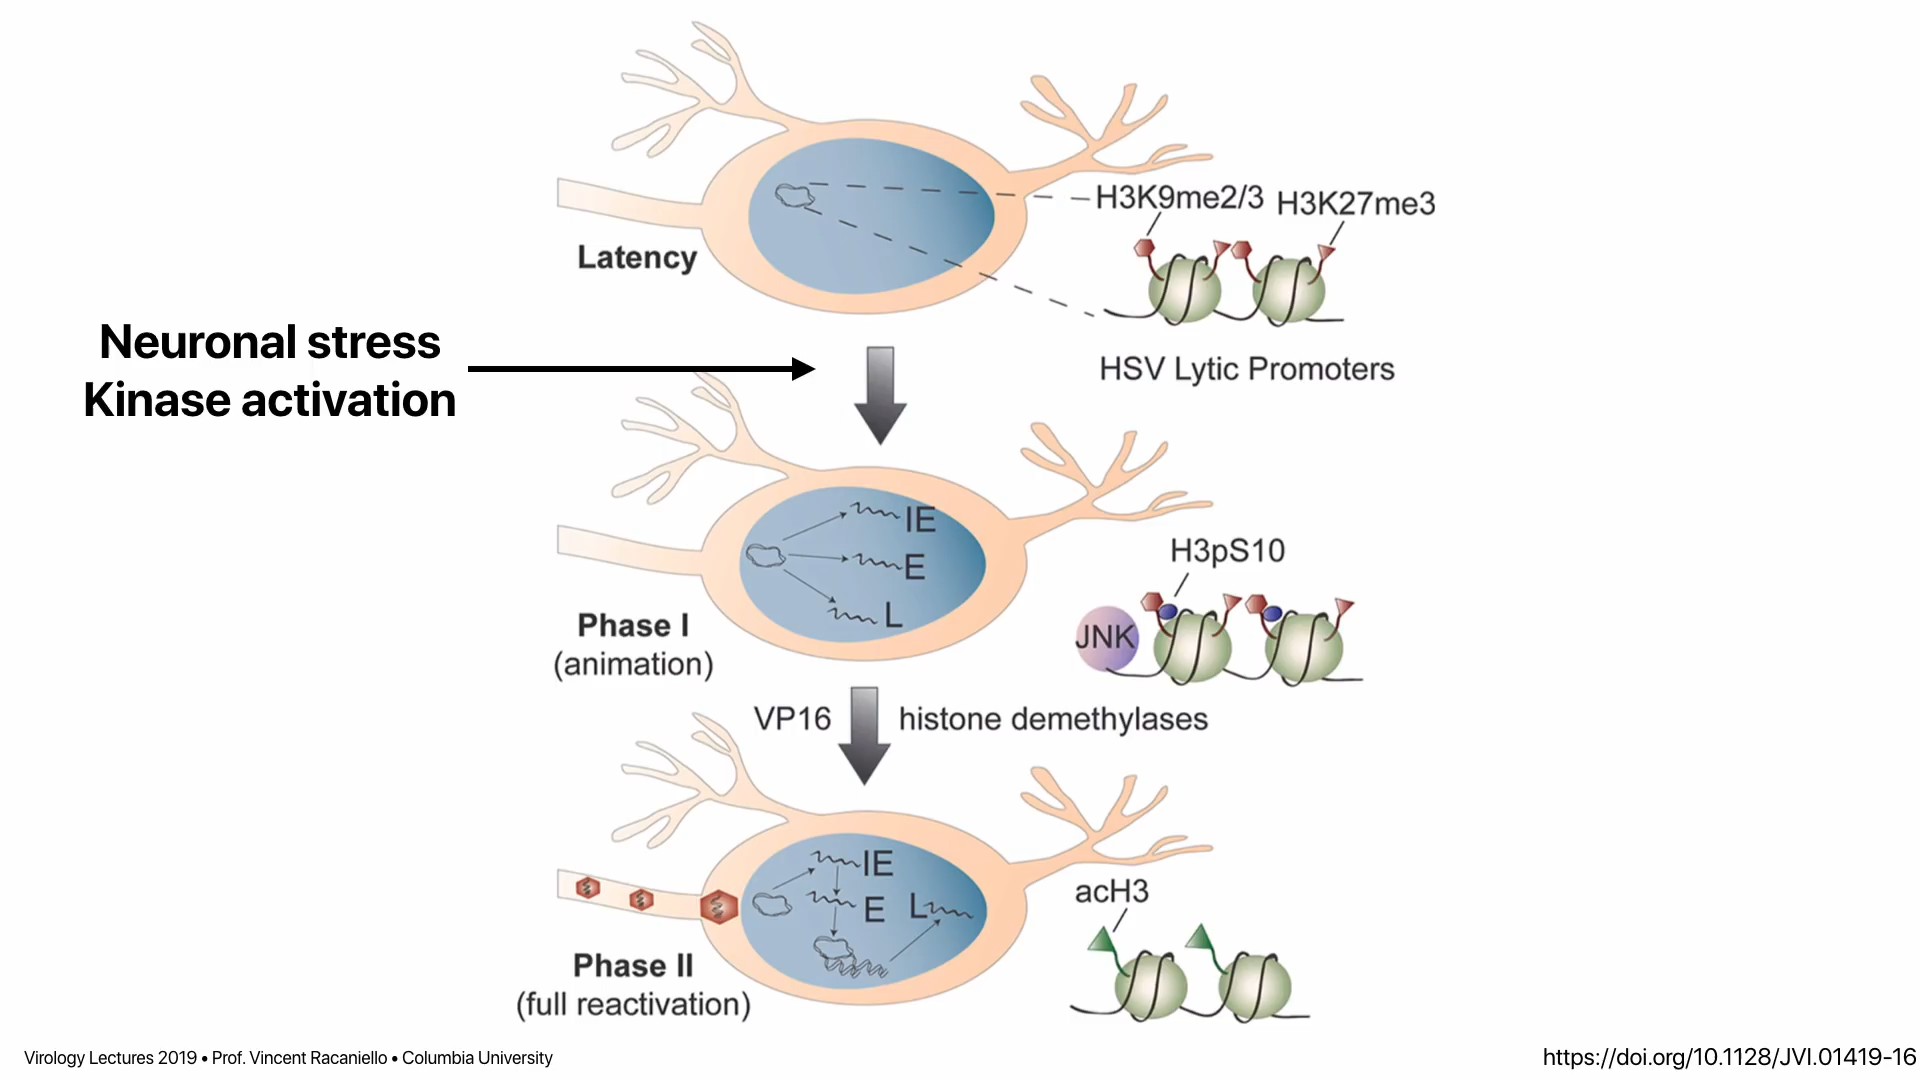 H3K9me2/3 H3K27me3
Latency
HSV Lytic Promoters
Neuronal stress
Kinase activation
IE
E
L
H3pS10
JNK
Phase I
(animation)
VP16 histone demethylases
IE
E L
acH3
Phase II
(full reactivation)
Virology Lectures 2019 • Prof. Vincent Racaniello • Columbia University
https://doi.org/10.1128/JVI.01419-16